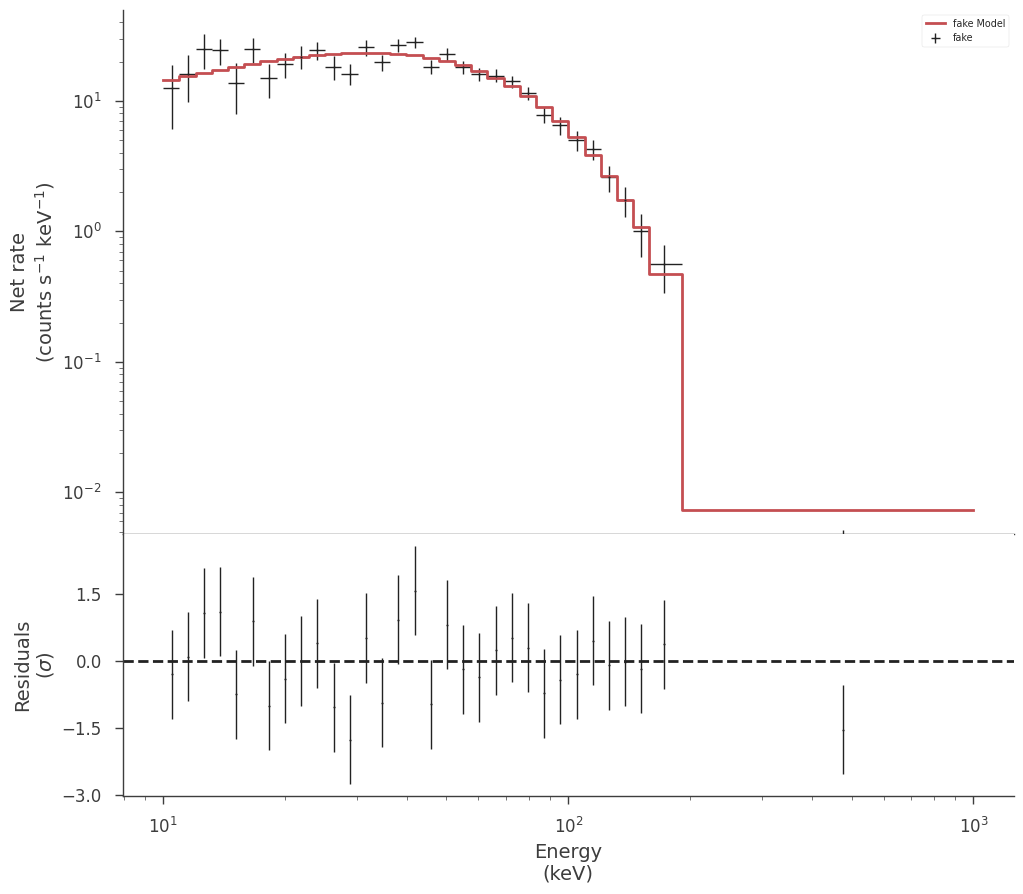 fake Model
fake
10¹
10⁰
10⁻¹
10⁻²
Net rate
(counts s⁻¹ keV⁻¹)
1.5
0.0
−1.5
−3.0
Residuals
(σ)
10¹
10²
10³
Energy
(keV)